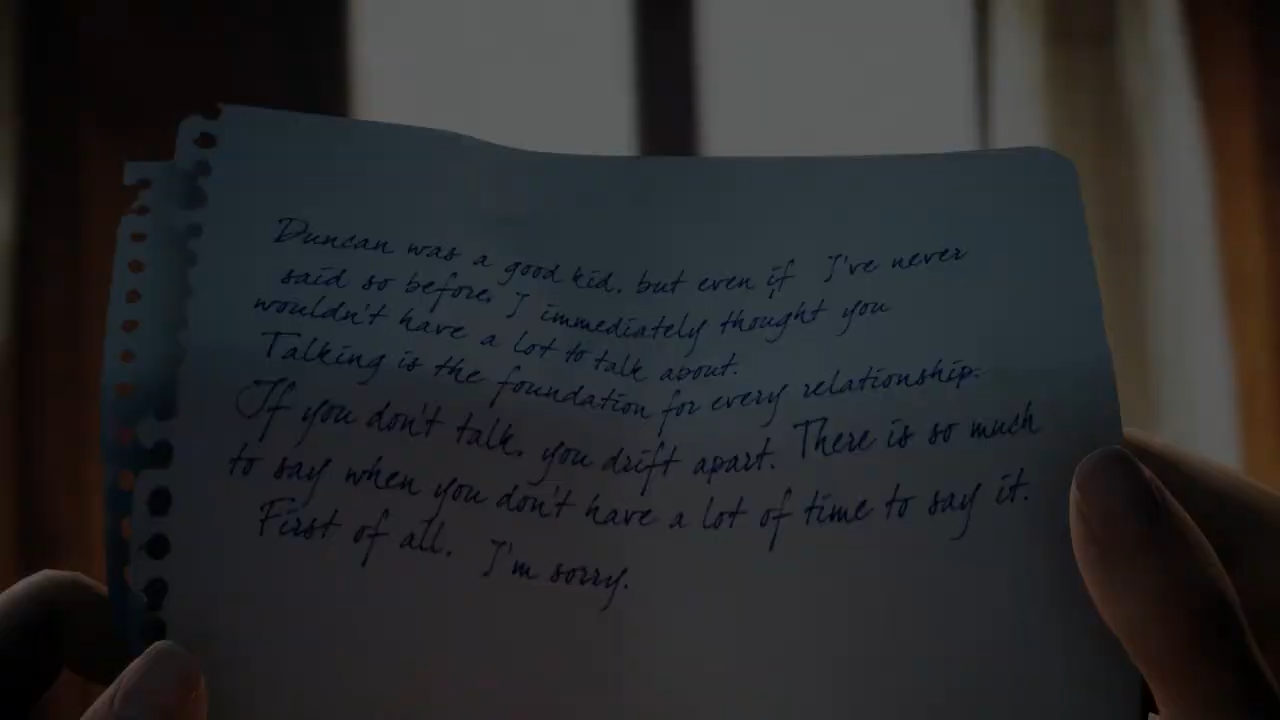 Duncan was a good kid, but even if I've never
said so before, I immediately thought you
wouldn't have a lot to talk about.
Talking is the foundation for every relationship.
If you don't talk, you drift apart. There is so much
to say when you don't have a lot of time to say it.
First of all. I'm sorry.